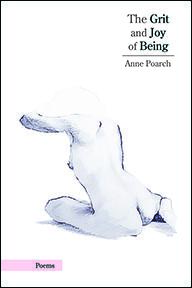 The Grit
and Joy
of Being
Anne Poarch
Poems